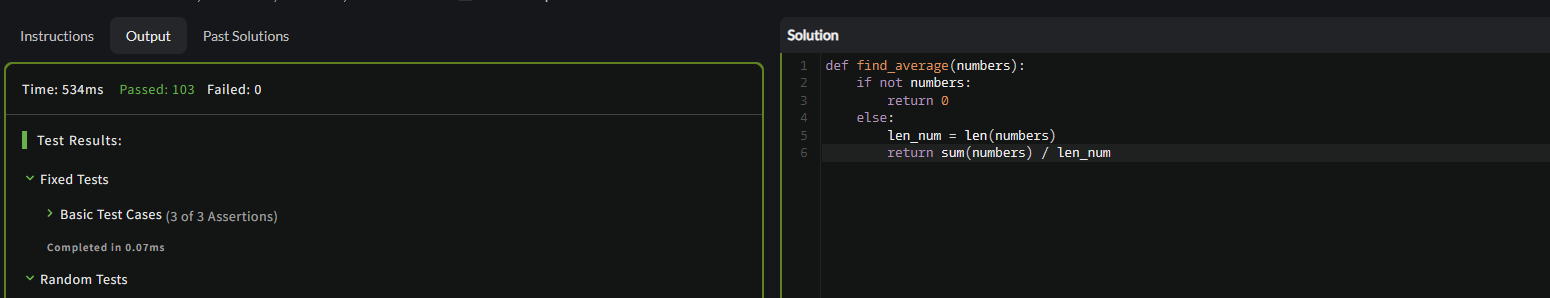 Instructions Output Past Solutions
Time: 534ms Passed: 103 Failed: 0
Test Results:
Fixed Tests
Basic Test Cases (3 of 3 Assertions)
Completed in 0.07ms
Random Tests
Solution
1 def find_average(numbers):
2     if not numbers:
3         return 0
4     else:
5         len_num = len(numbers)
6         return sum(numbers) / len_num